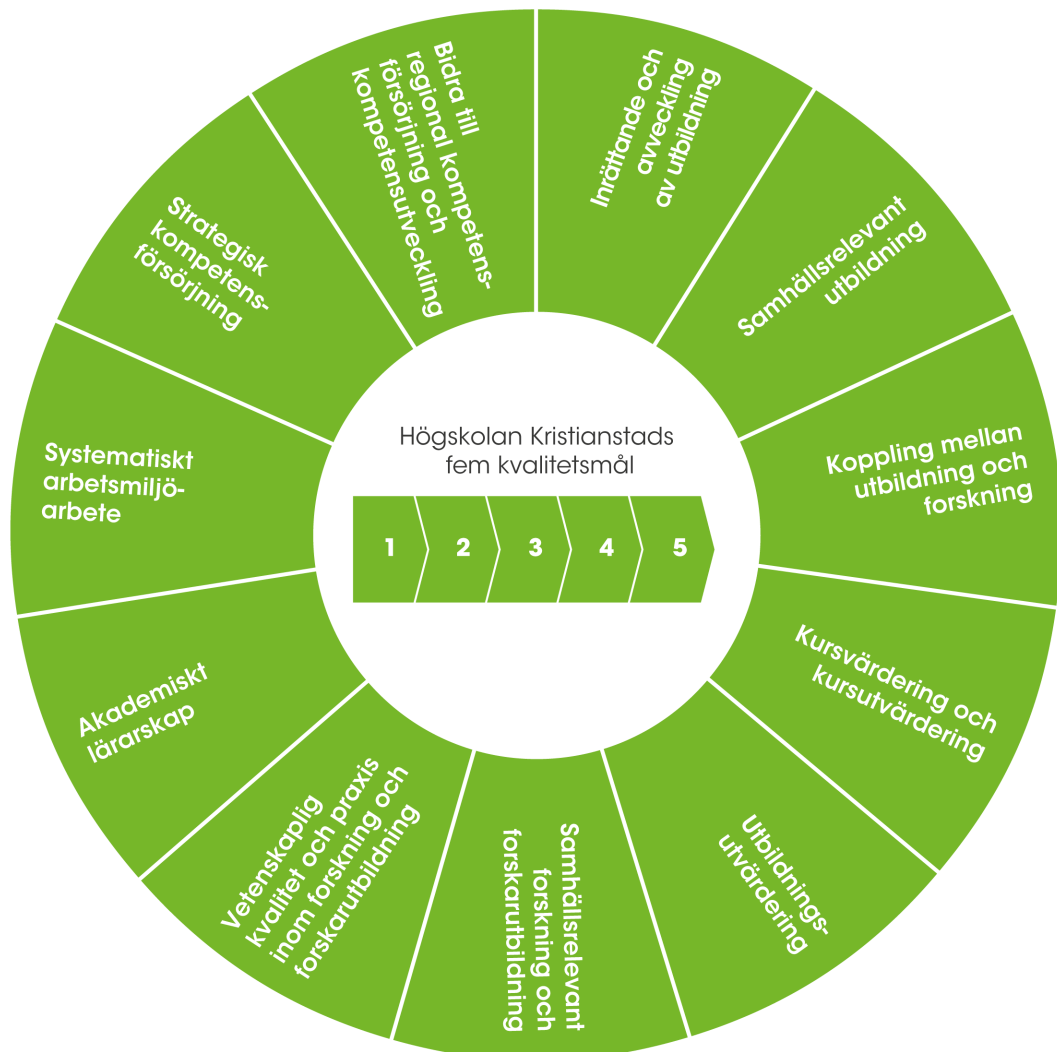 Inrättande och
avveckling
av utbildning
Samhällsrelevant
utbildning
Koppling mellan
utbildning och
forskning
Kursvärdering och
kursutvärdering
Utbildnings-
utvärdering
Samhällsrelevant
forskning och
forskarutbildning
Vetenskaplig
kvalitet och praxis
inom forskning och
forskarutbildning
Akademiskt
lärarskap
Systematiskt
arbetsmiljö-
arbete
Strategisk
kompetens-
försörjning
Bidra till
regional kompetens-
försörjning och
kompetensutveckling
Högskolan Kristianstads
fem kvalitetsmål
1 2 3 4 5